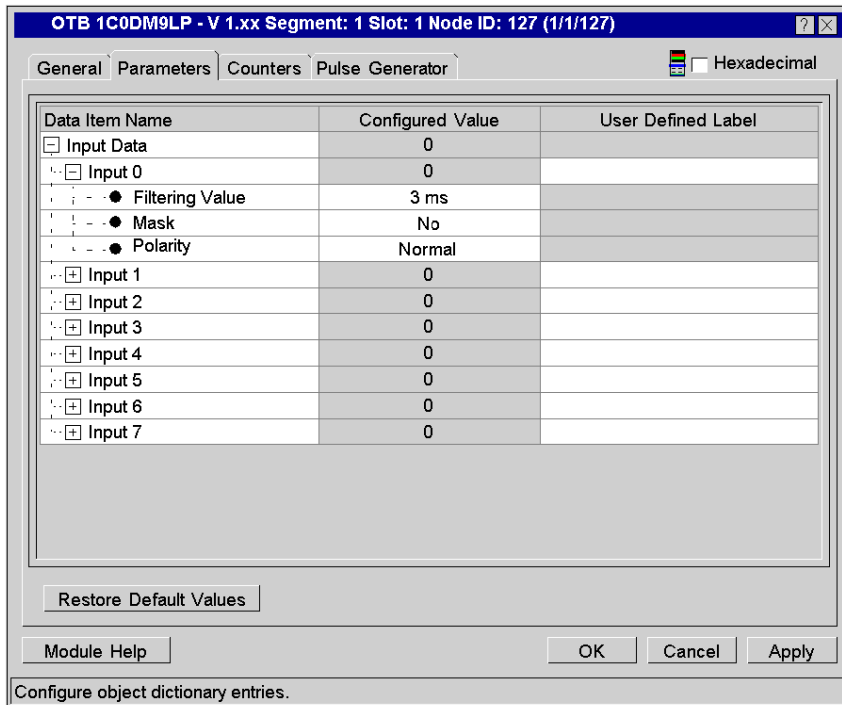 OTB 1C0DM9LP - V 1.xx Segment: 1 Slot: 1 Node ID: 127 (1/1/127)
General Parameters Counters Pulse Generator Hexadecimal
Data Item Name Configured Value User Defined Label
Input Data 0
Input 0 0
Filtering Value 3 ms
Mask No
Polarity Normal
Input 1 0
Input 2 0
Input 3 0
Input 4 0
Input 5 0
Input 6 0
Input 7 0
Restore Default Values
Module Help OK Cancel Apply
Configure object dictionary entries.